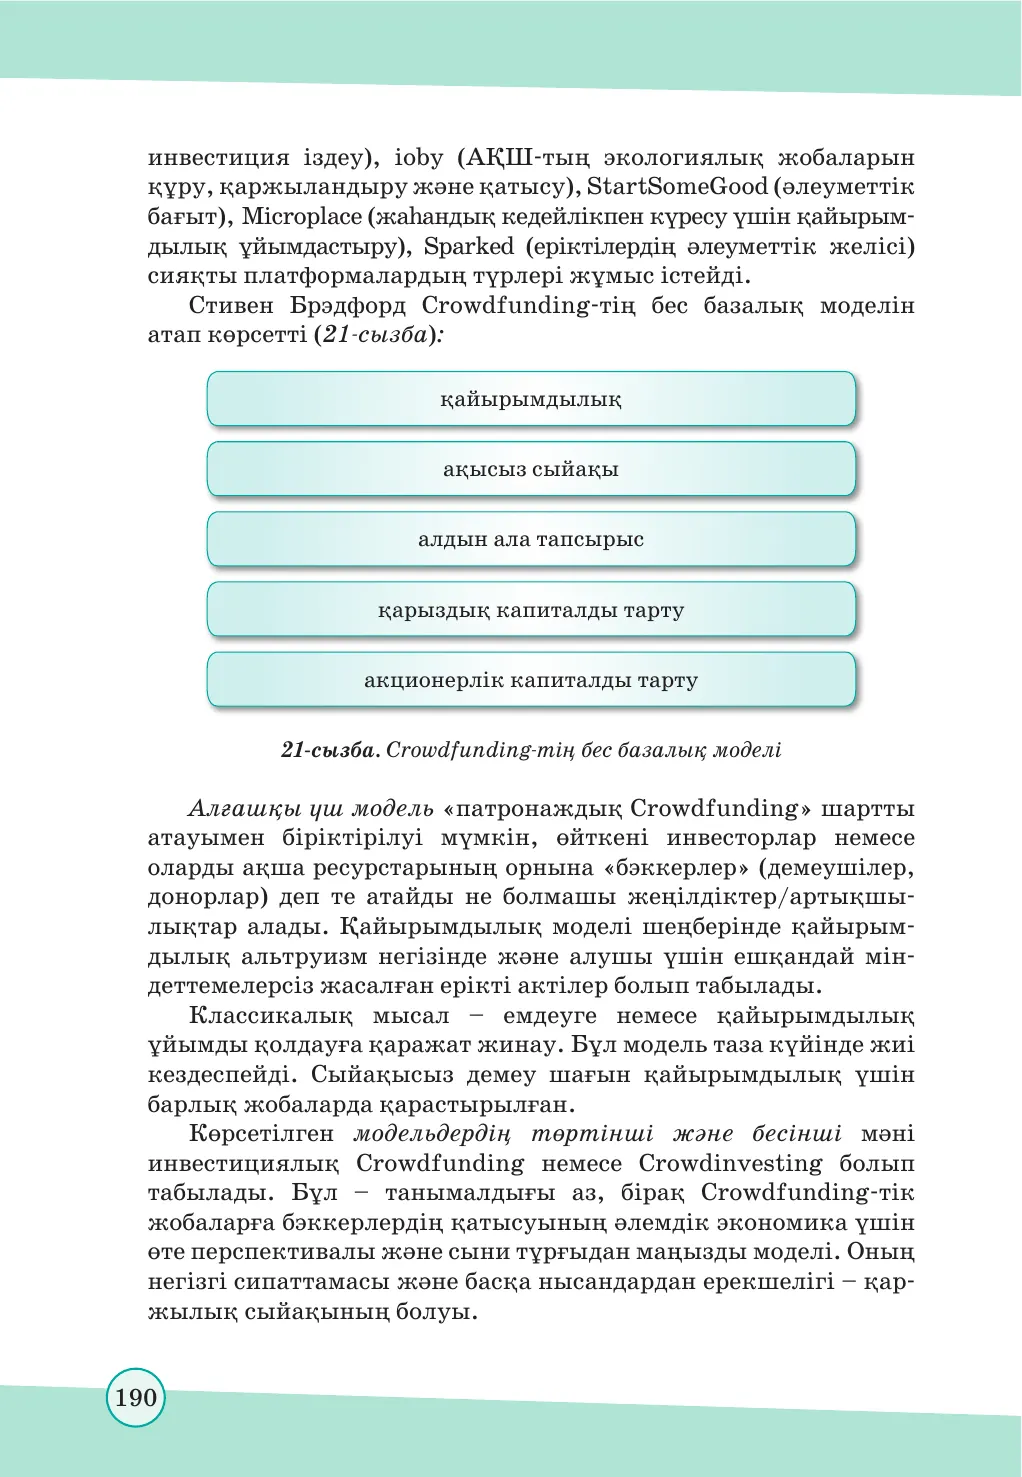 инвестиция іздеу), ioby (АҚШ-тың экологиялық жобаларын
құру, қаржыландыру және қатысу), StartSomeGood (әлеуметтік
бағыт), Microplace (жаһандық кедейлікпен күресу үшін қайырым-
дылық ұйымдастыру), Sparked (еріктілердің әлеуметтік желісі)
сияқты платформалардың түрлері жұмыс істейді.
Стивен Брэдфорд Crowdfunding-тің бес базалық моделін
атап көрсетті (21-сызба):
қайырымдылық
ақысыз сыйақы
алдын ала тапсырыс
қарыздық капиталды тарту
акционерлік капиталды тарту
21-сызба. Crowdfunding-тің бес базалық моделі
Алғашқы үш модель «патронаждық Crowdfunding» шартты
атауымен біріктірілуі мүмкін, өйткені инвесторлар немесе
оларды ақша ресурстарының орнына «бэккерлер» (демеушілер,
донорлар) деп те атайды не болмашы жеңілдіктер/артықшы-
лықтар алады. Қайырымдылық моделі шеңберінде қайырым-
дылық альтруизм негізінде және алушы үшін ешқандай мін-
деттемелерсіз жасалған ерікті актілер болып табылады.
Классикалық мысал – емдеуге немесе қайырымдылық
ұйымды қолдауға қаражат жинау. Бұл модель таза күйінде жиі
кездеспейді. Сыйақысыз демеу шағын қайырымдылық үшін
барлық жобаларда қарастырылған.
Көрсетілген модельдердің төртінші және бесінші мәні
инвестициялық Crowdfunding немесе Crowdinvesting болып
табылады. Бұл – танымалдығы аз, бірақ Crowdfunding-тік
жобаларға бэккерлердің қатысуының әлемдік экономика үшін
өте перспективалы және сыни тұрғыдан маңызды моделі. Оның
негізгі сипаттамасы және басқа нысандардан ерекшелігі – қар-
жылық сыйақының болуы.
190